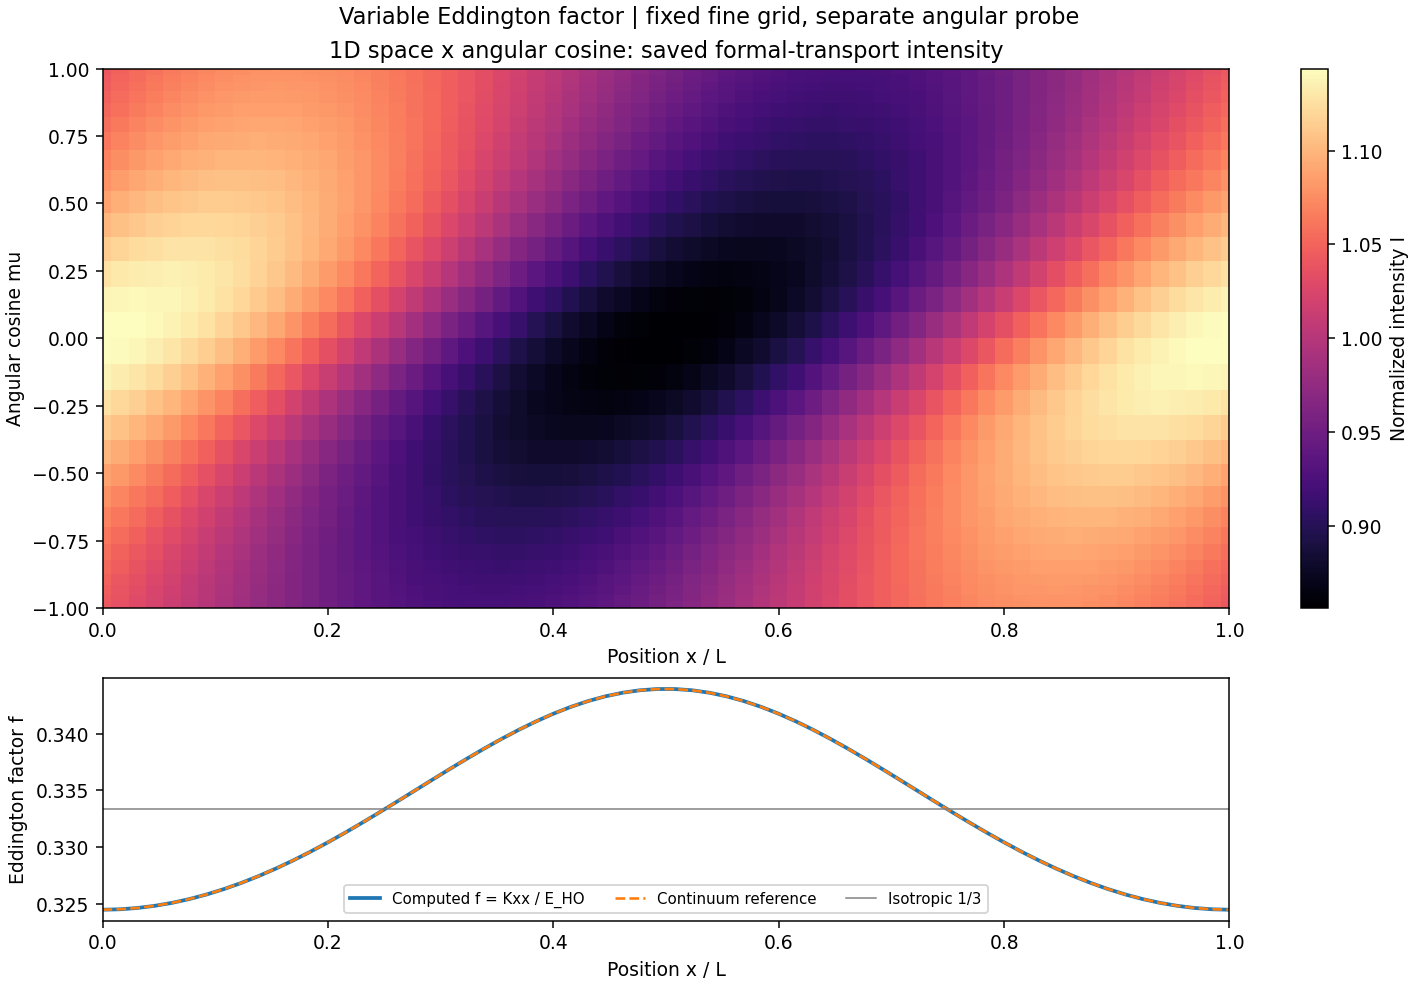 Variable Eddington factor | fixed fine grid, separate angular probe
1D space x angular cosine: saved formal-transport intensity
Angular cosine mu
1.00
0.75
0.50
0.25
0.00
−0.25
−0.50
−0.75
−1.00
0.0 0.2 0.4 0.6 0.8 1.0
Position x / L
1.10
1.05
1.00
0.95
0.90
Normalized intensity I
Eddington factor f
0.340
0.335
0.330
0.325
Computed f = Kxx / E_HO Continuum reference Isotropic 1/3
0.0 0.2 0.4 0.6 0.8 1.0
Position x / L